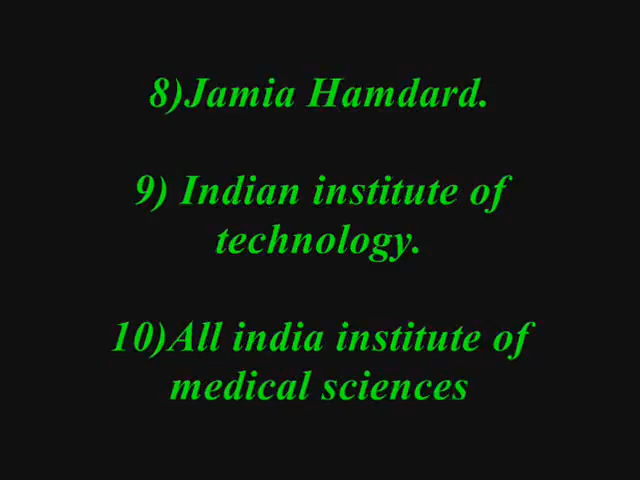 8)Jamia Hamdard.
9) Indian institute of
technology.
10)All india institute of
medical sciences